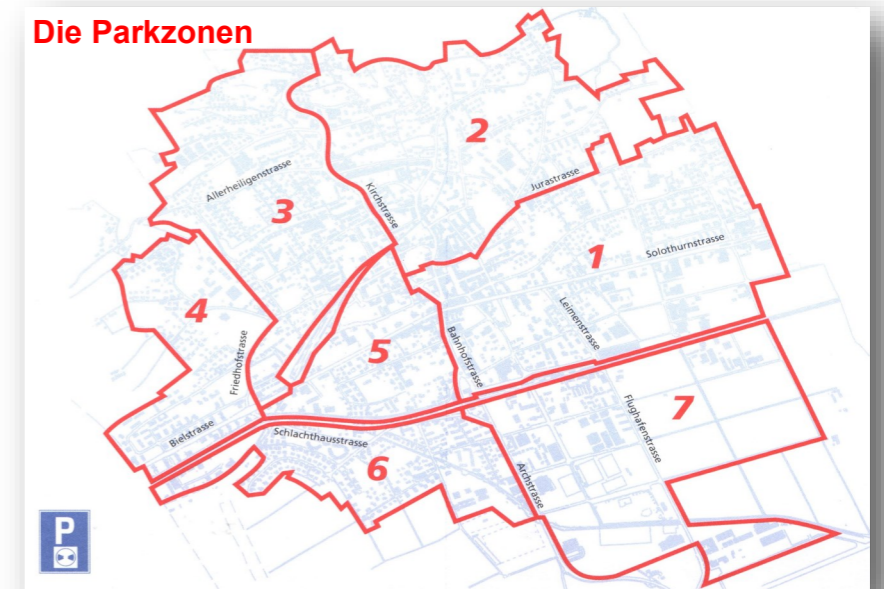 Die Parkzonen
2
Allerheiligenstrasse
Kirchstrasse
Jurastrasse
3
1
Solothurnstrasse
4
Leimenstrasse
Friedhofstrasse
5
Bahnhofstrasse
7
Flughafenstrasse
Bielstrasse
Schlachthausstrasse
6
Archstrasse
P